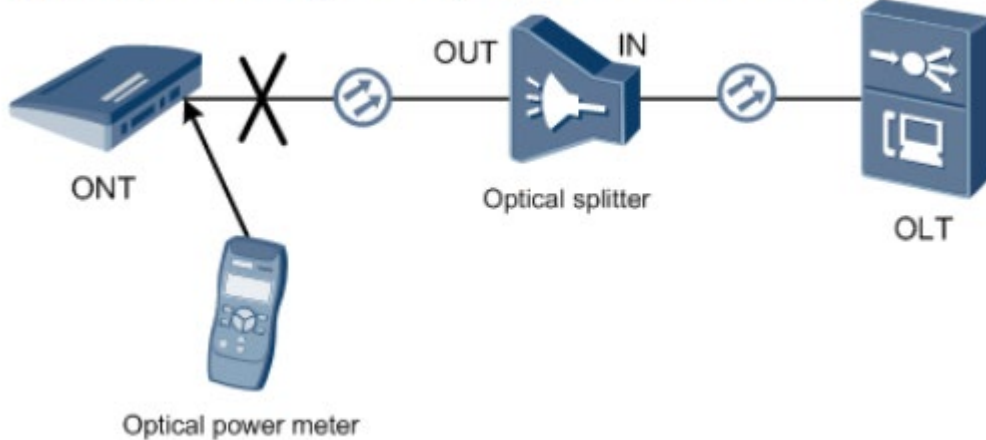 OUT
IN
ONT
Optical splitter
OLT
Optical power meter